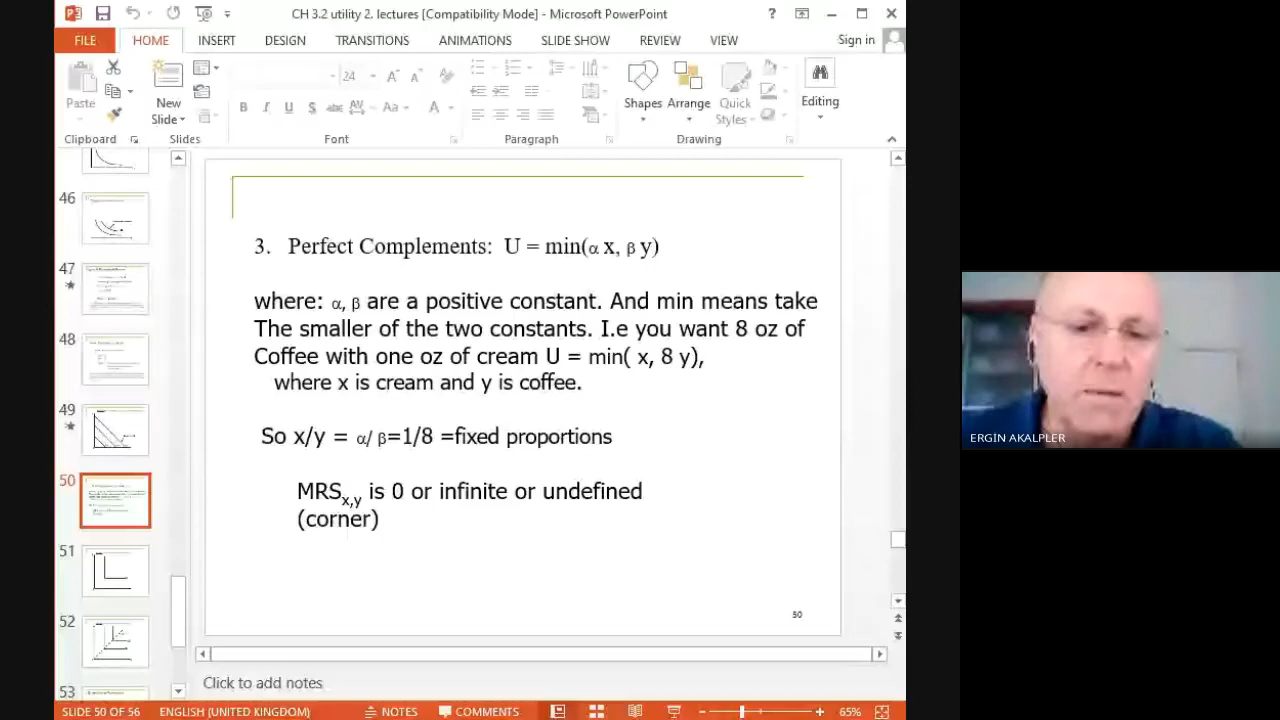 CH 3.2 utility 2. lectures [Compatibility Mode] - Microsoft PowerPoint
FILE
HOME
INSERT
DESIGN
TRANSITIONS
ANIMATIONS
SLIDE SHOW
REVIEW
VIEW
Sign in
Paste
New
Slide
24
B I U S abc AV Aa A
Shapes
Arrange
Quick
Styles
Editing
Clipboard
Slides
Font
Paragraph
Drawing
46
47
48
49
50
51
52
53
3. Perfect Complements: U = min(α x, β y)
where: α, β are a positive constant. And min means take
The smaller of the two constants. I.e you want 8 oz of
Coffee with one oz of cream U = min( x, 8 y),
where x is cream and y is coffee.
So x/y = α/ β=1/8 =fixed proportions
MRSx,y is 0 or infinite or undefined
(corner)
50
Click to add notes
SLIDE 50 OF 56
ENGLISH (UNITED KINGDOM)
NOTES
COMMENTS
65%
ERGİN AKALPLER